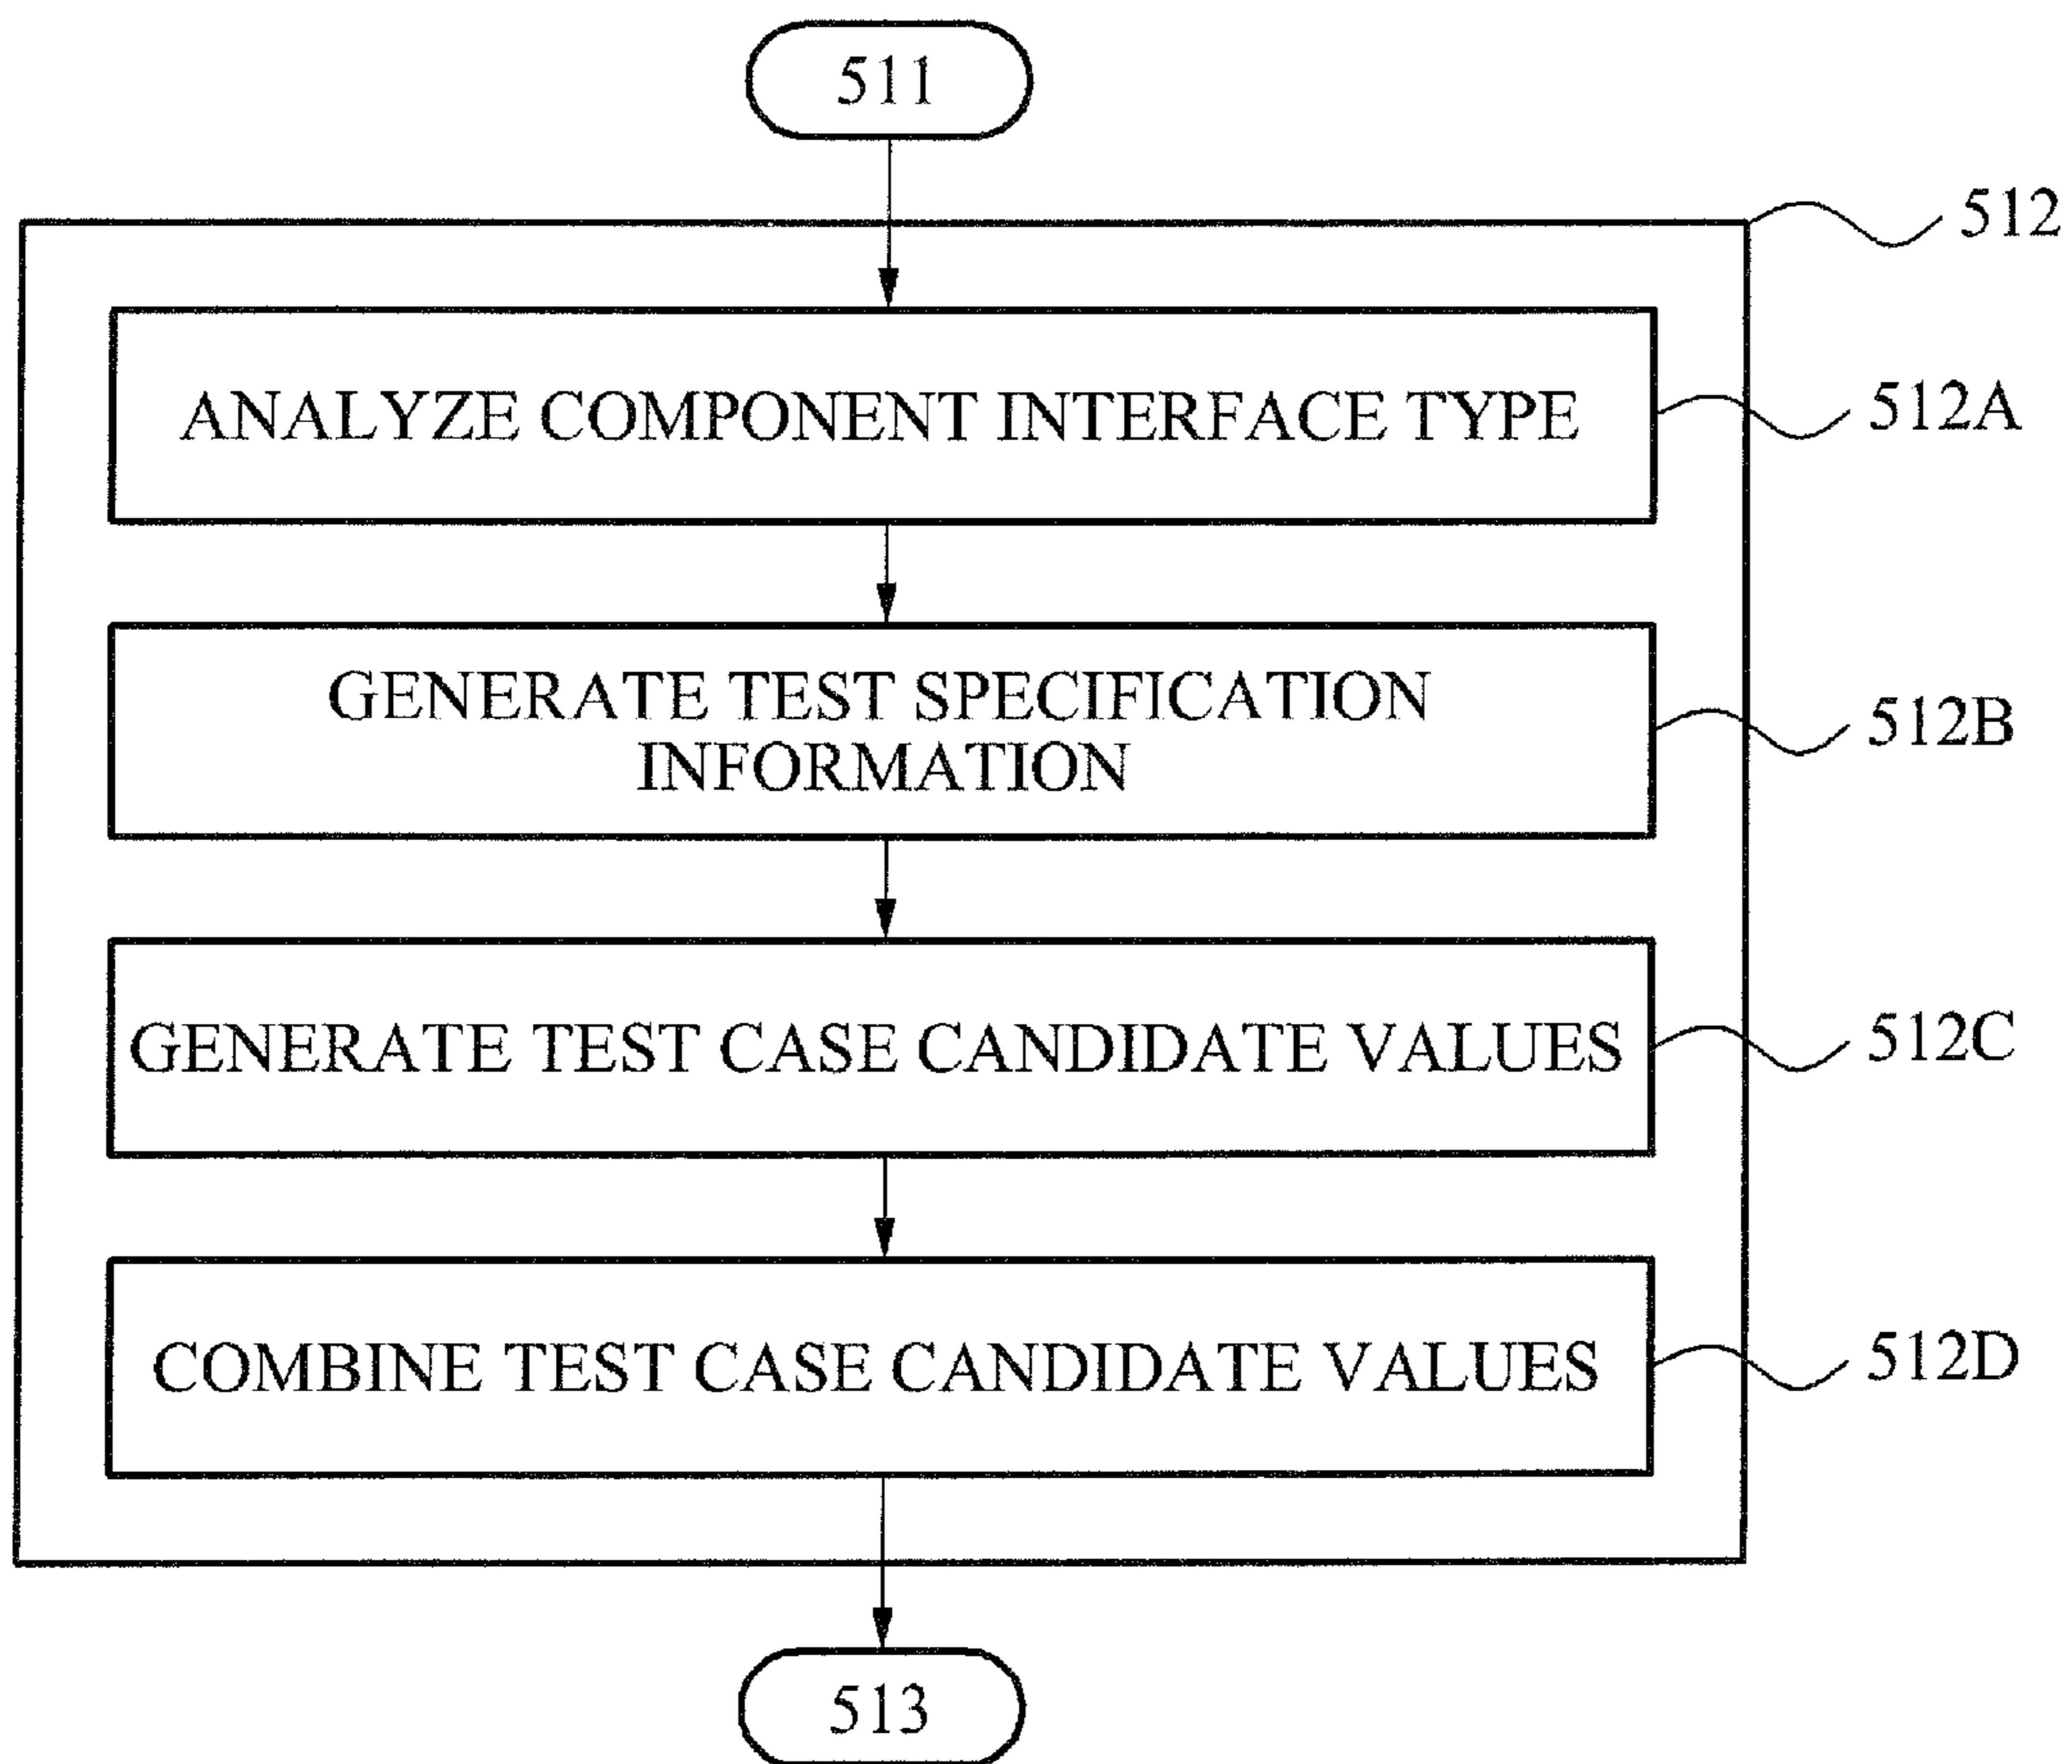 511
512
ANALYZE COMPONENT INTERFACE TYPE
512A
GENERATE TEST SPECIFICATION
INFORMATION
512B
GENERATE TEST CASE CANDIDATE VALUES
512C
COMBINE TEST CASE CANDIDATE VALUES
512D
513